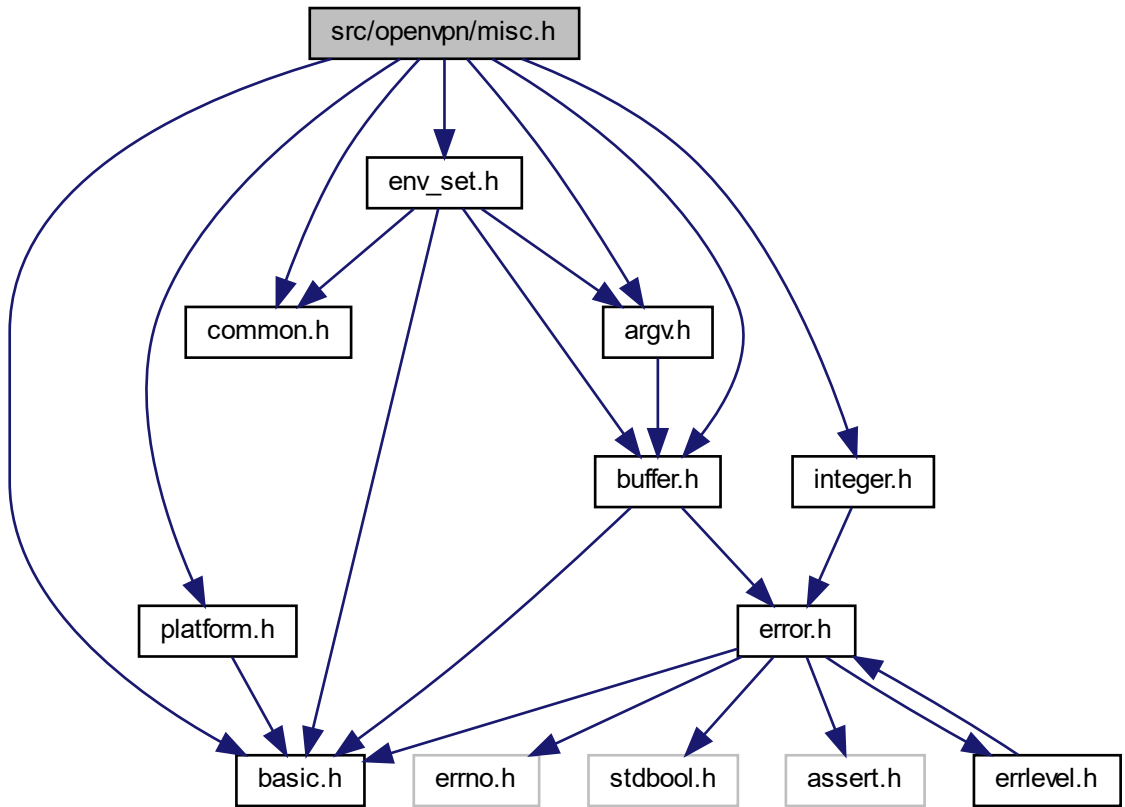 src/openvpn/misc.h
env_set.h
common.h
argv.h
buffer.h
integer.h
platform.h
error.h
basic.h
errno.h
stdbool.h
assert.h
errlevel.h